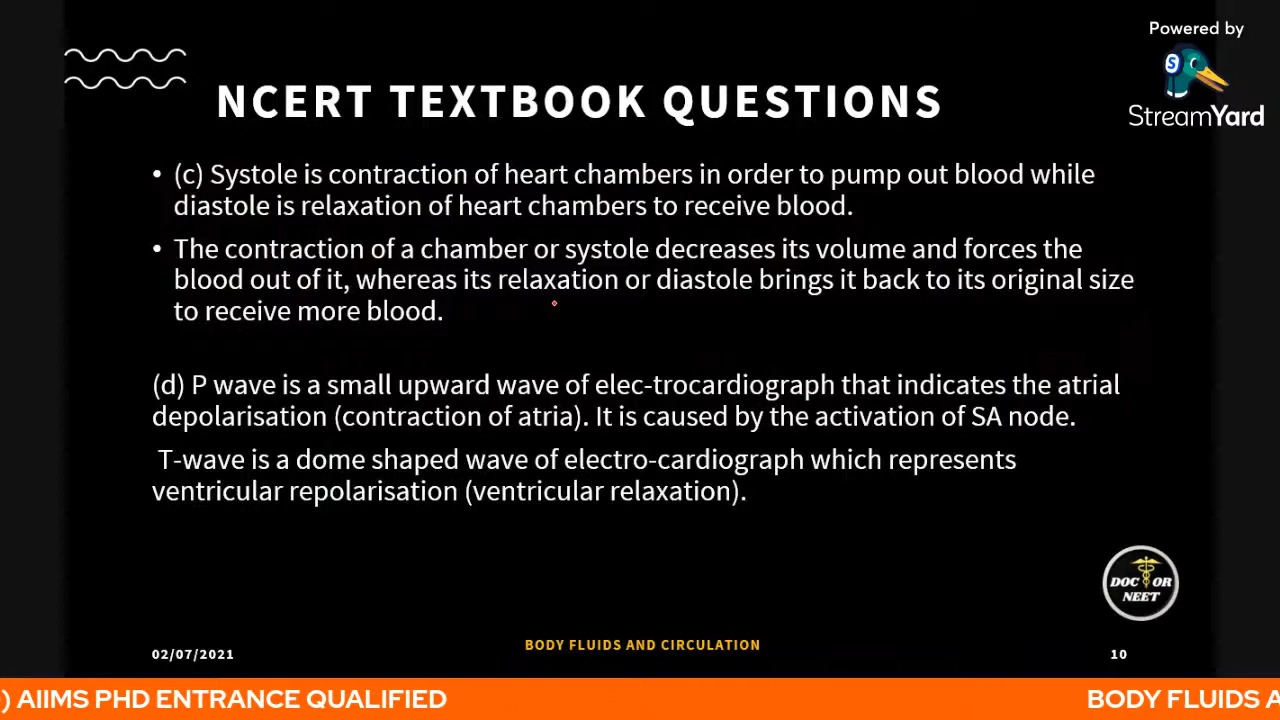 Powered by
StreamYard
NCERT TEXTBOOK QUESTIONS
• (c) Systole is contraction of heart chambers in order to pump out blood while
diastole is relaxation of heart chambers to receive blood.
• The contraction of a chamber or systole decreases its volume and forces the
blood out of it, whereas its relaxation or diastole brings it back to its original size
to receive more blood.
(d) P wave is a small upward wave of elec-trocardiograph that indicates the atrial
depolarisation (contraction of atria). It is caused by the activation of SA node.
T-wave is a dome shaped wave of electro-cardiograph which represents
ventricular repolarisation (ventricular relaxation).
DOCTOR
NEET
02/07/2021
BODY FLUIDS AND CIRCULATION
10
) AIIMS PHD ENTRANCE QUALIFIED
BODY FLUIDS A